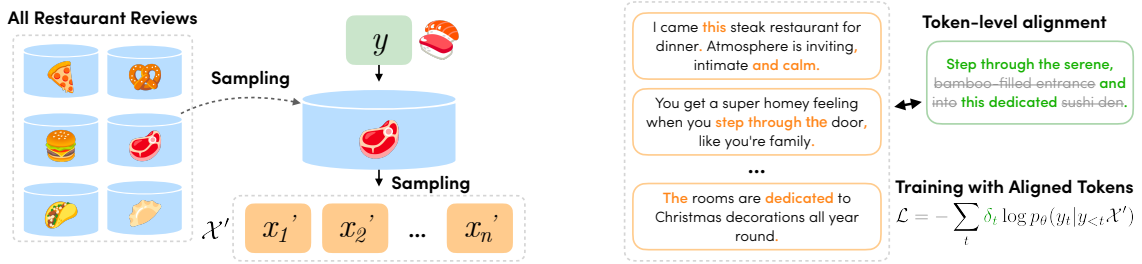 All Restaurant Reviews
Sampling
y
Sampling
𝒳′ x₁’ x₂’ ... xₙ’
I came this steak restaurant for
dinner. Atmosphere is inviting,
intimate and calm.
You get a super homey feeling
when you step through the door,
like you're family.
...
The rooms are dedicated to
Christmas decorations all year
round.
Token-level alignment
Step through the serene,
bamboo-filled entrance and
into this dedicated sushi den.
Training with Aligned Tokens
ℒ = − ∑ₜ δₜ log p_θ(yₜ|y_{<t}𝒳′)